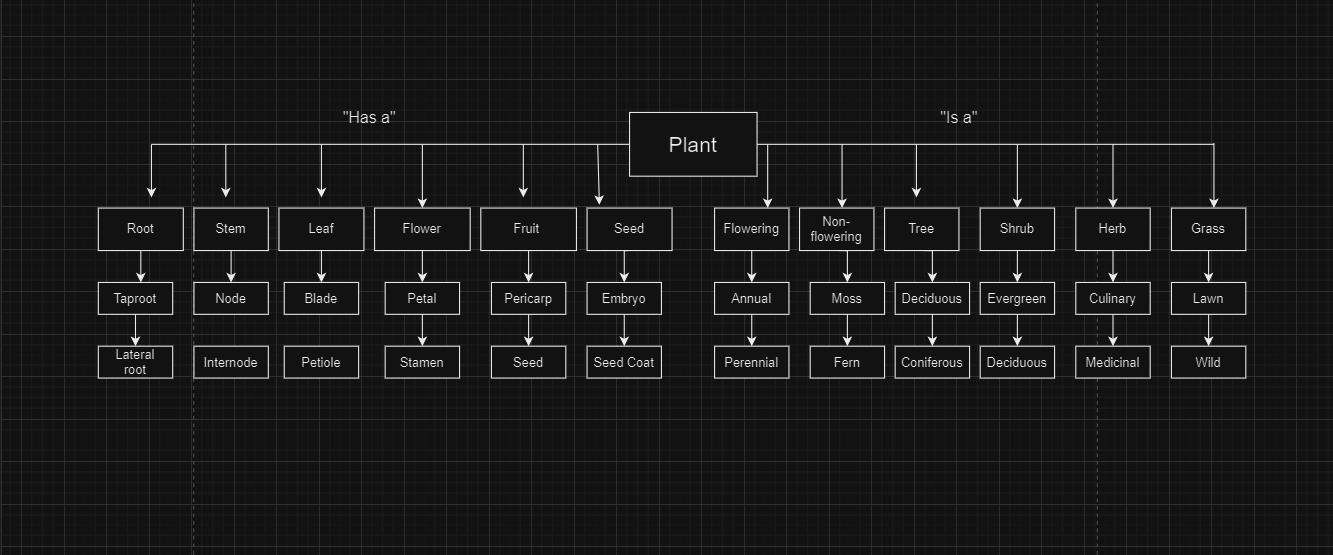 "Has a"
"Is a"
Plant
Root
Stem
Leaf
Flower
Fruit
Seed
Flowering
Non-
flowering
Tree
Shrub
Herb
Grass
Taproot
Node
Blade
Petal
Pericarp
Embryo
Annual
Moss
Deciduous
Evergreen
Culinary
Lawn
Lateral
root
Internode
Petiole
Stamen
Seed
Seed Coat
Perennial
Fern
Coniferous
Deciduous
Medicinal
Wild